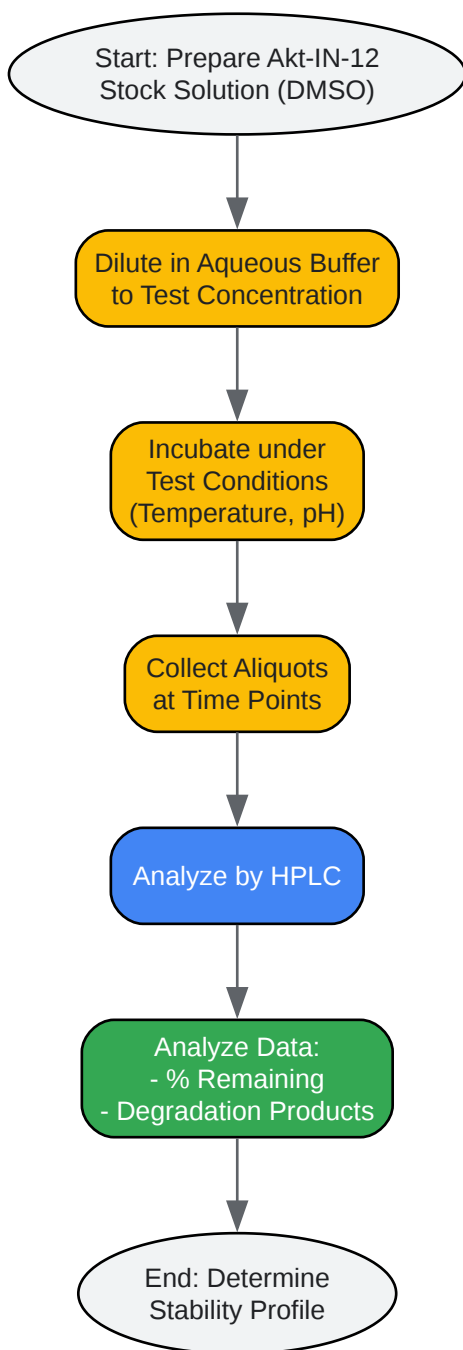 Start: Prepare Akt-IN-12
Stock Solution (DMSO)
Dilute in Aqueous Buffer
to Test Concentration
Incubate under
Test Conditions
(Temperature, pH)
Collect Aliquots
at Time Points
Analyze by HPLC
Analyze Data:
- % Remaining
- Degradation Products
End: Determine
Stability Profile